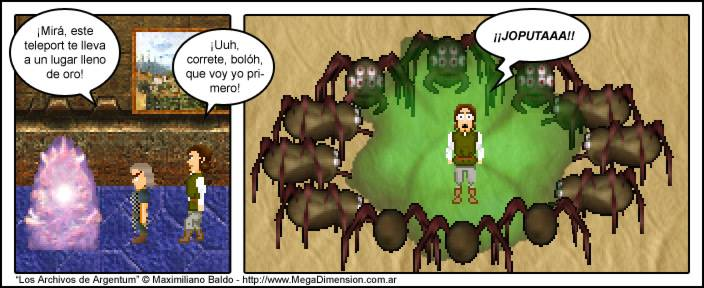 ¡Mirá, este
teleport te lleva
a un lugar lleno
de oro!
¡Uuh,
correte, bolóh,
que voy yo pri-
mero!
¡¡JOPUTAAA!!
"Los Archivos de Argentum" © Maximiliano Baldo - http://www.MegaDimension.com.ar